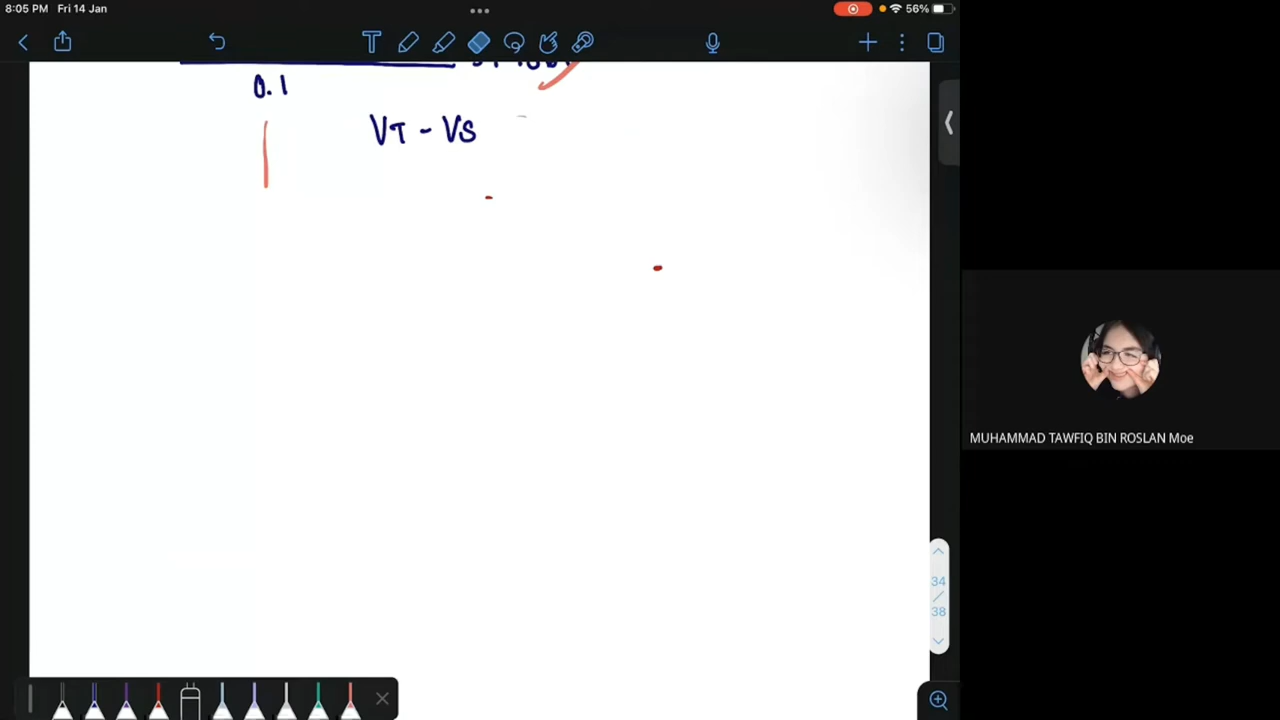 8:05 PM Fri 14 Jan
56%
0.1
VT - VS
34
38
MUHAMMAD TAWFIQ BIN ROSLAN Moe